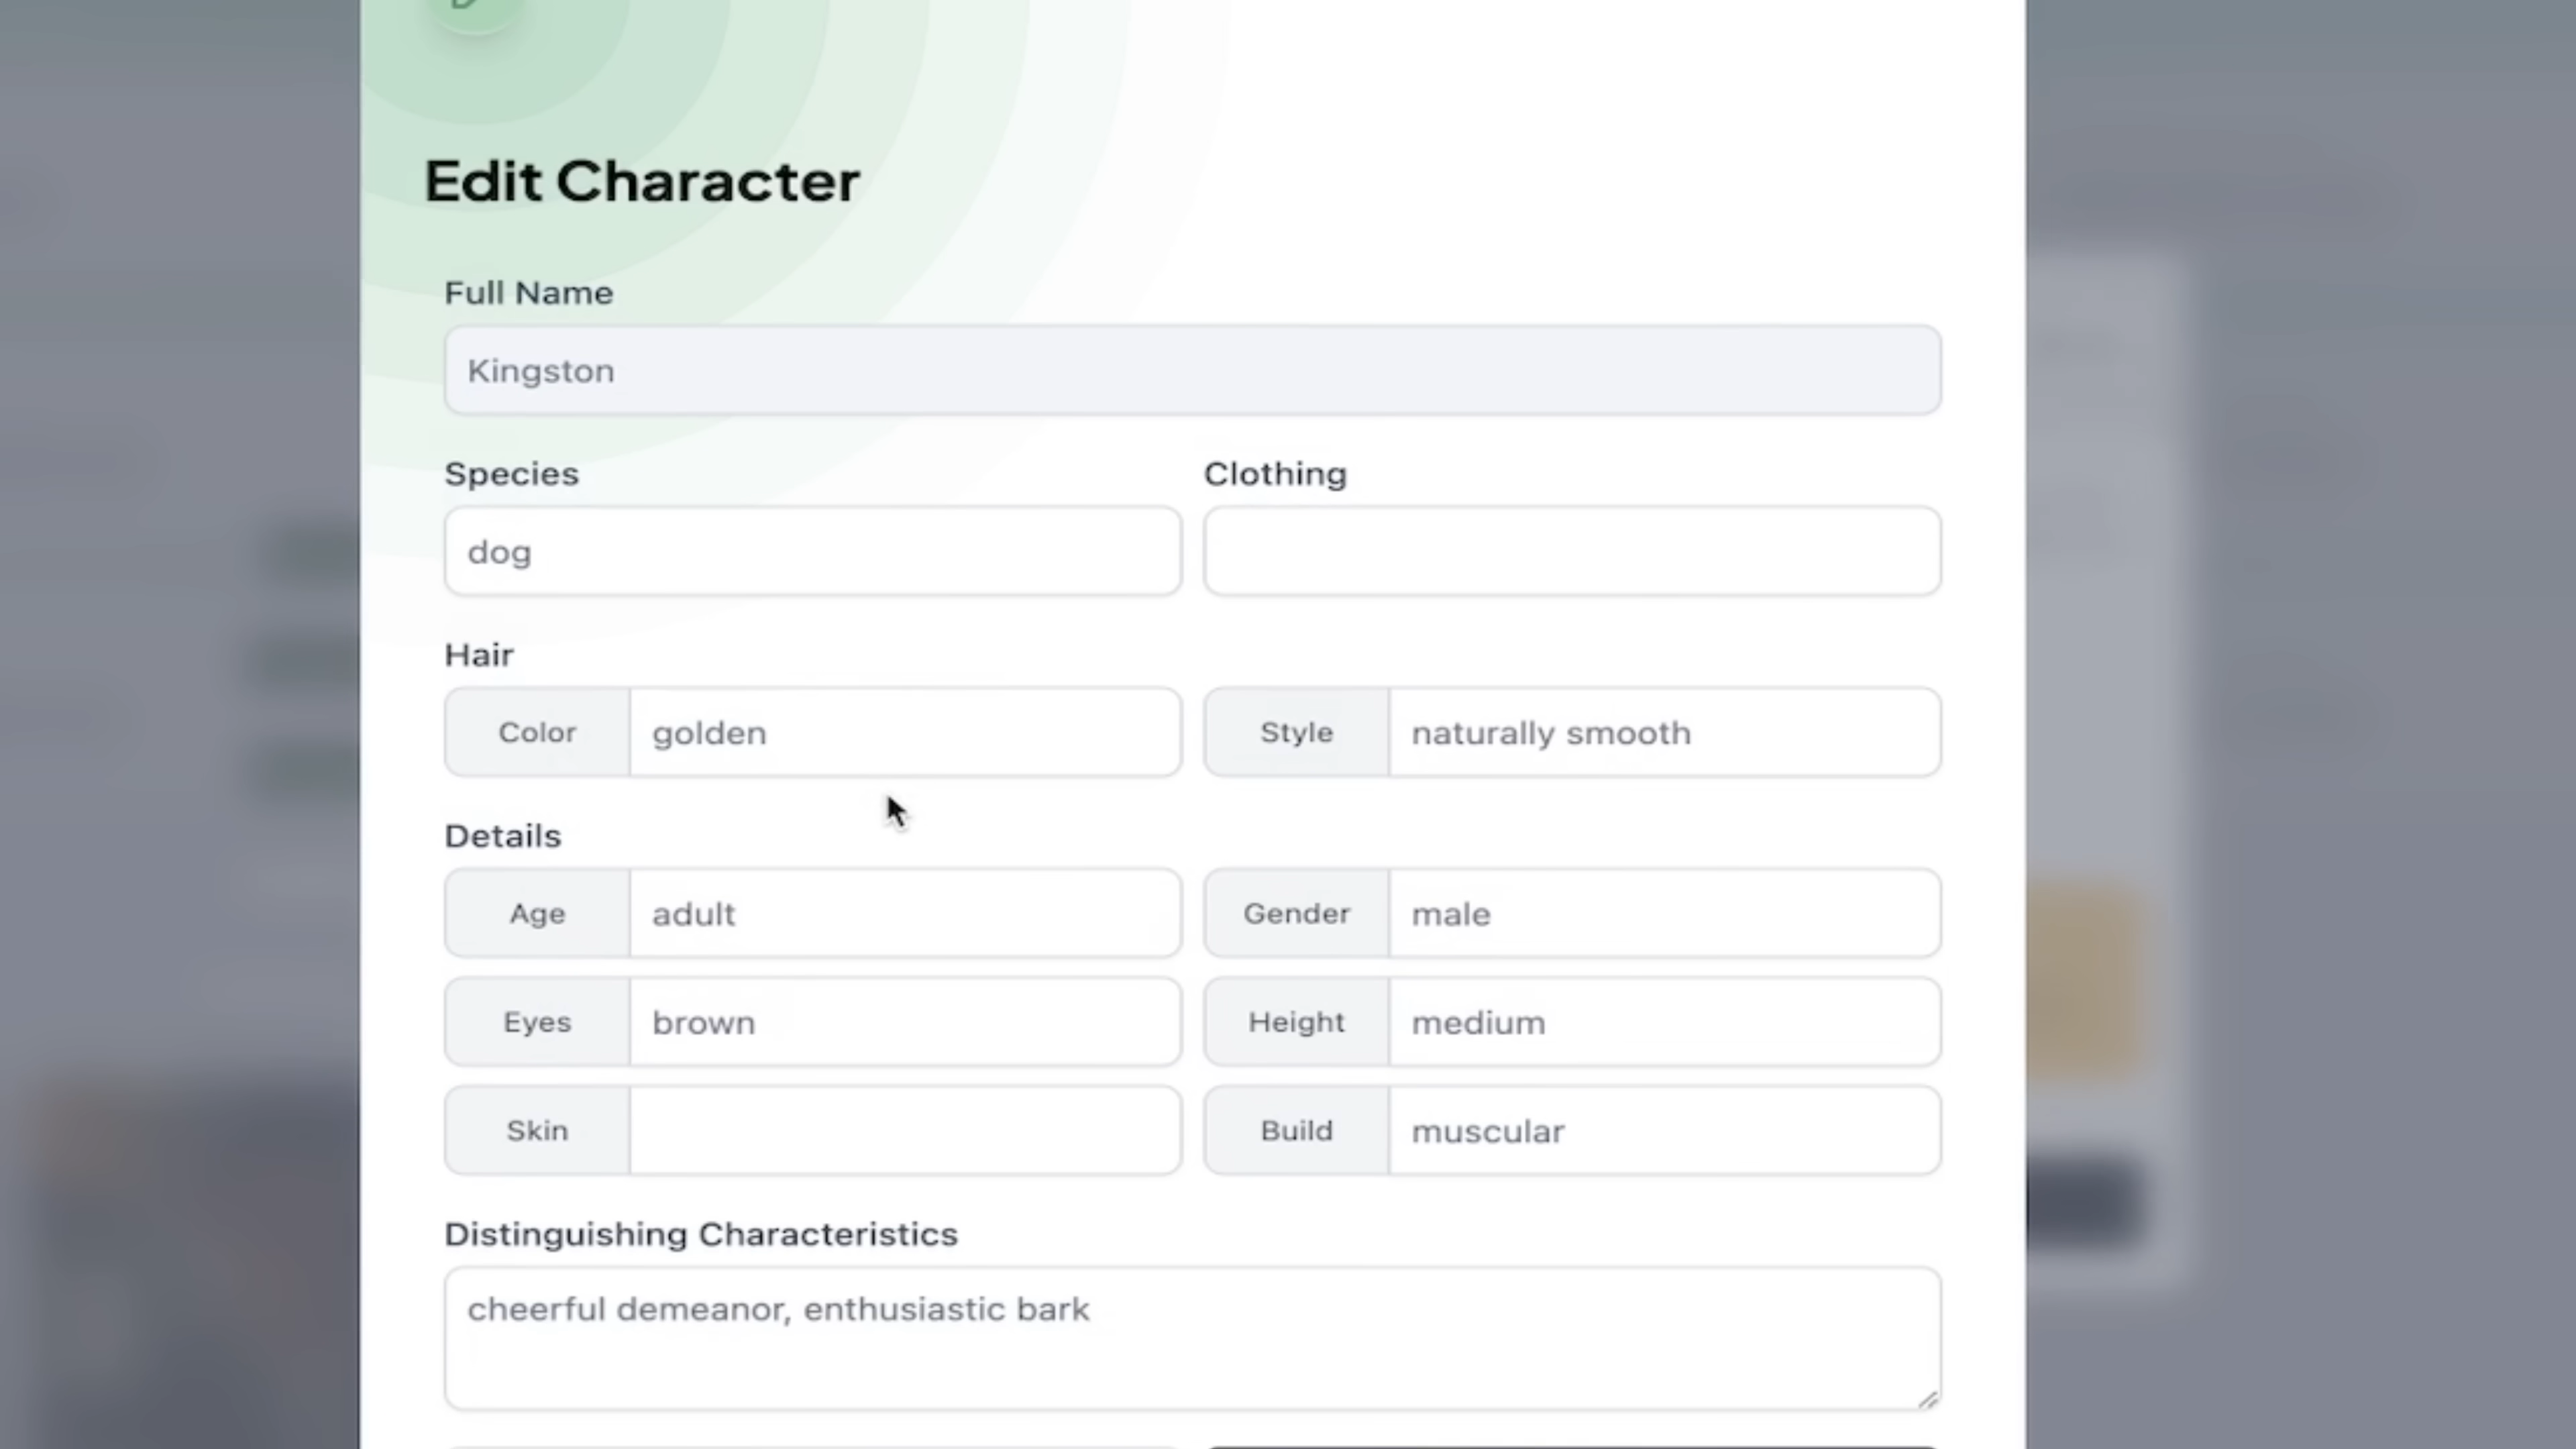 Edit Character
Full Name
Kingston
Species
Clothing
dog
Hair
Color
golden
Style
naturally smooth
Details
Age
adult
Gender
male
Eyes
brown
Height
medium
Skin
Build
muscular
Distinguishing Characteristics
cheerful demeanor, enthusiastic bark